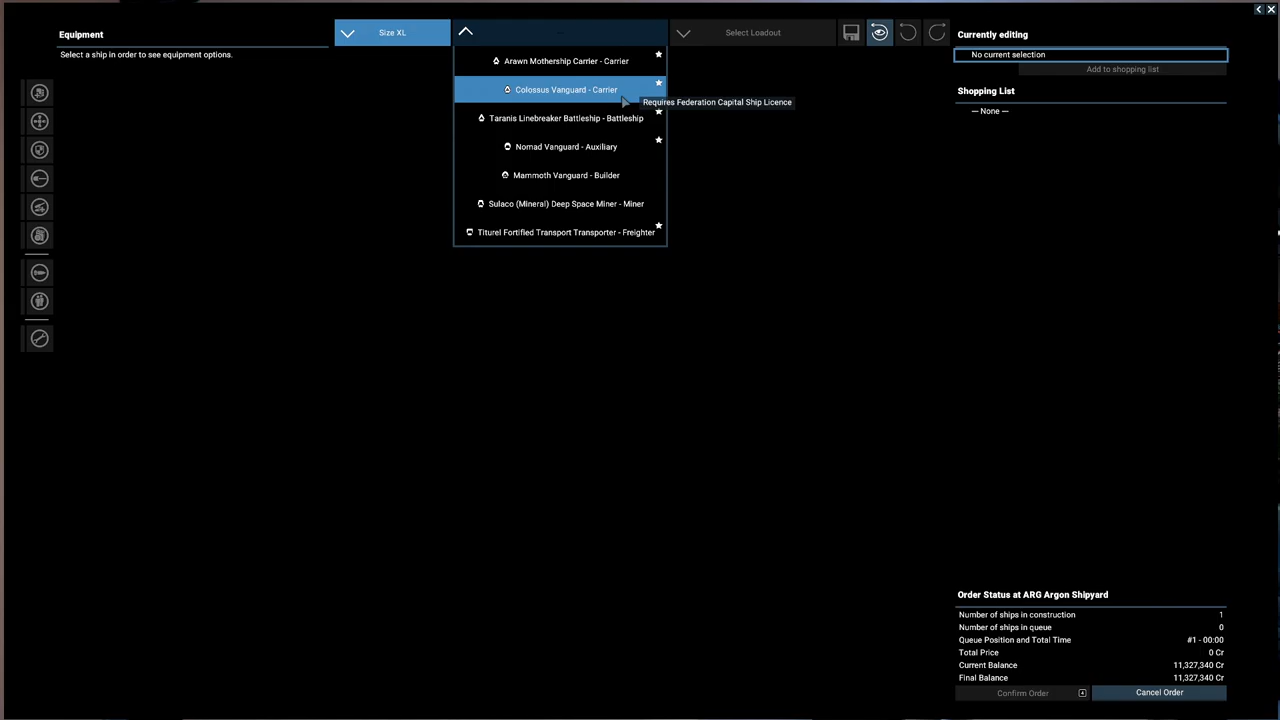 Equipment
Select a ship in order to see equipment options.
Size XL
Select Loadout
Arawn Mothership Carrier - Carrier
Colossus Vanguard - Carrier
Requires Federation Capital Ship Licence
Taranis Linebreaker Battleship - Battleship
Nomad Vanguard - Auxiliary
Mammoth Vanguard - Builder
Sulaco (Mineral) Deep Space Miner - Miner
Titurel Fortified Transport Transporter - Freighter
Currently editing
No current selection
Add to shopping list
Shopping List
— None —
Order Status at ARG Argon Shipyard
Number of ships in construction 1
Number of ships in queue 0
Queue Position and Total Time #1 - 00:00
Total Price 0 Cr
Current Balance 11,327,340 Cr
Final Balance 11,327,340 Cr
Confirm Order
Cancel Order